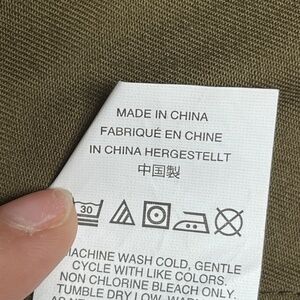 MADE IN CHINA
FABRIQUÉ EN CHINE
IN CHINA HERGESTELLT
中国製
30
MACHINE WASH COLD, GENTLE
CYCLE WITH LIKE COLORS.
NON CHLORINE BLEACH ONLY.
TUMBLE DRY LOW.